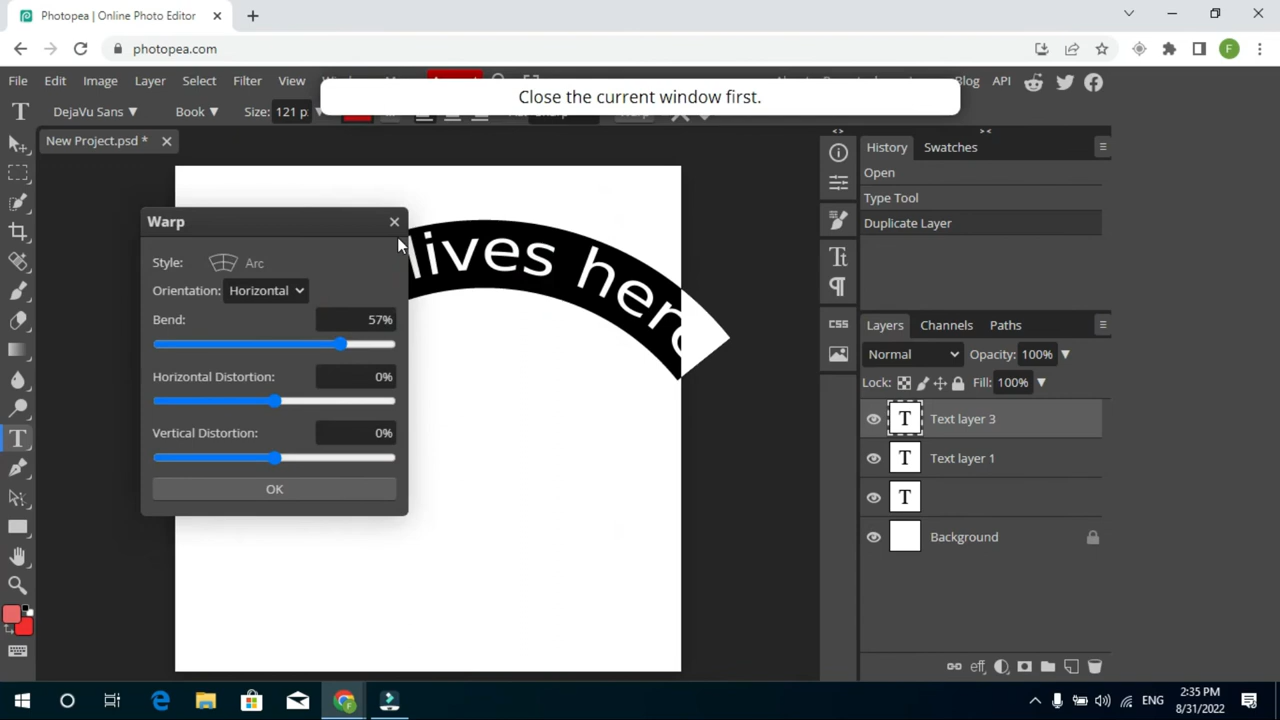 Photopea | Online Photo Editor
photopea.com
File Edit Image Layer Select Filter View
Blog API
Close the current window first.
DejaVu Sans Book Size: 121 p
New Project.psd *
Warp
Style: Arc
Orientation: Horizontal
Bend: 57%
Horizontal Distortion: 0%
Vertical Distortion: 0%
OK
lives here
History Swatches
Open
Type Tool
Duplicate Layer
CSS
Layers Channels Paths
Normal Opacity: 100%
Lock: Fill: 100%
T Text layer 3
T Text layer 1
T
Background
eff
ENG
2:35 PM
8/31/2022